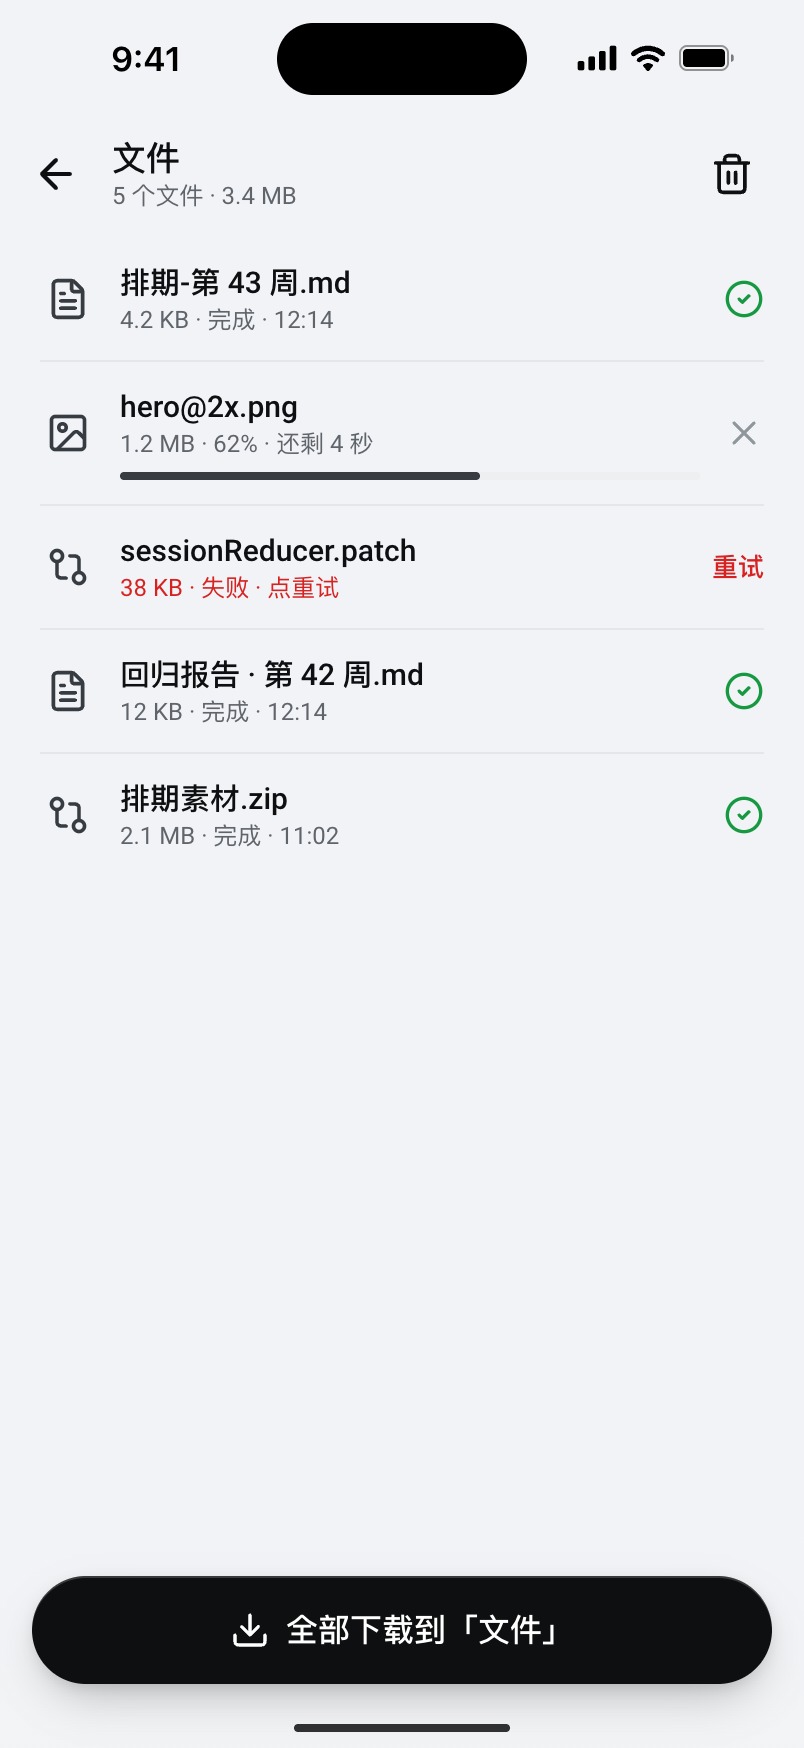 9:41
文件
5 个文件 · 3.4 MB
排期-第 43 周.md
4.2 KB · 完成 · 12:14
hero@2x.png
1.2 MB · 62% · 还剩 4 秒
sessionReducer.patch
38 KB · 失败 · 点重试
重试
回归报告 · 第 42 周.md
12 KB · 完成 · 12:14
排期素材.zip
2.1 MB · 完成 · 11:02
全部下载到「文件」